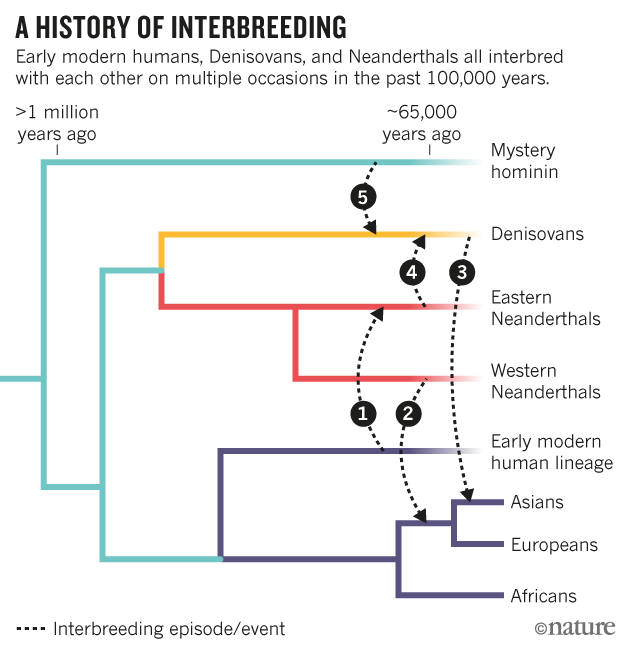 A HISTORY OF INTERBREEDING
Early modern humans, Denisovans, and Neanderthals all interbred
with each other on multiple occasions in the past 100,000 years.
>1 million
years ago
~65,000
years ago
Mystery
hominin
5
Denisovans
4
3
Eastern
Neanderthals
Western
Neanderthals
1
2
Early modern
human lineage
Asians
Europeans
Africans
Interbreeding episode/event
©nature